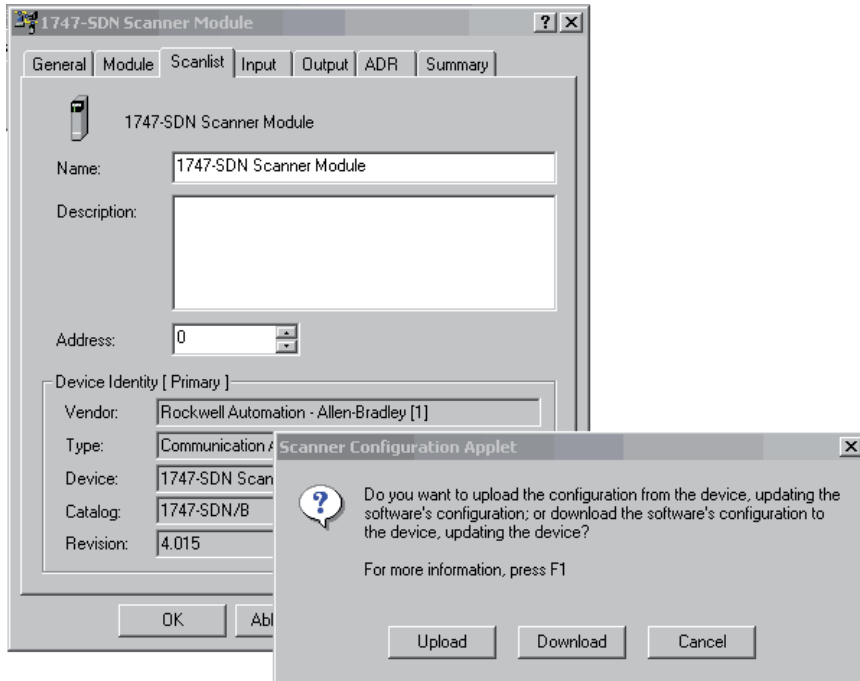 1747-SDN Scanner Module
General Module Scanlist Input Output ADR Summary
1747-SDN Scanner Module
Name: 1747-SDN Scanner Module
Description:
Address: 0
Device Identity [ Primary ]
Vendor: Rockwell Automation - Allen-Bradley [1]
Type: Communication A
Device: 1747-SDN Scan
Catalog: 1747-SDN/B
Revision: 4.015
OK Abl
Scanner Configuration Applet
Do you want to upload the configuration from the device, updating the
software's configuration; or download the software's configuration to
the device, updating the device?
For more information, press F1
Upload Download Cancel